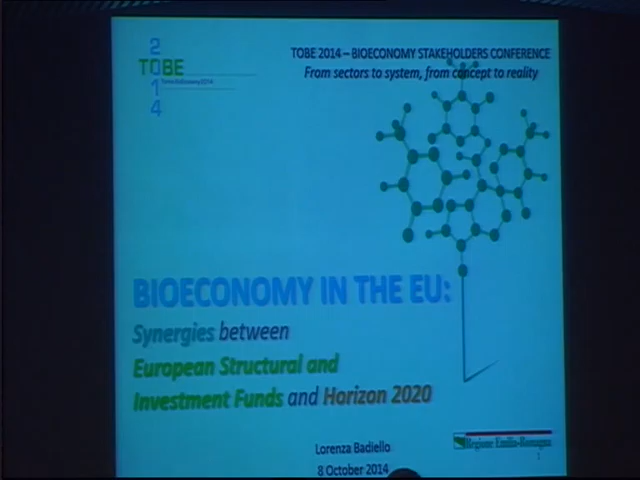 2
TOBE
1
4
TOBE 2014 – BIOECONOMY STAKEHOLDERS CONFERENCE
From sectors to system, from concept to reality
BIOECONOMY IN THE EU:
Synergies between
European Structural and
Investment Funds and Horizon 2020
Lorenza Badiello
8 October 2014
Regione Emilia-Romagna
1